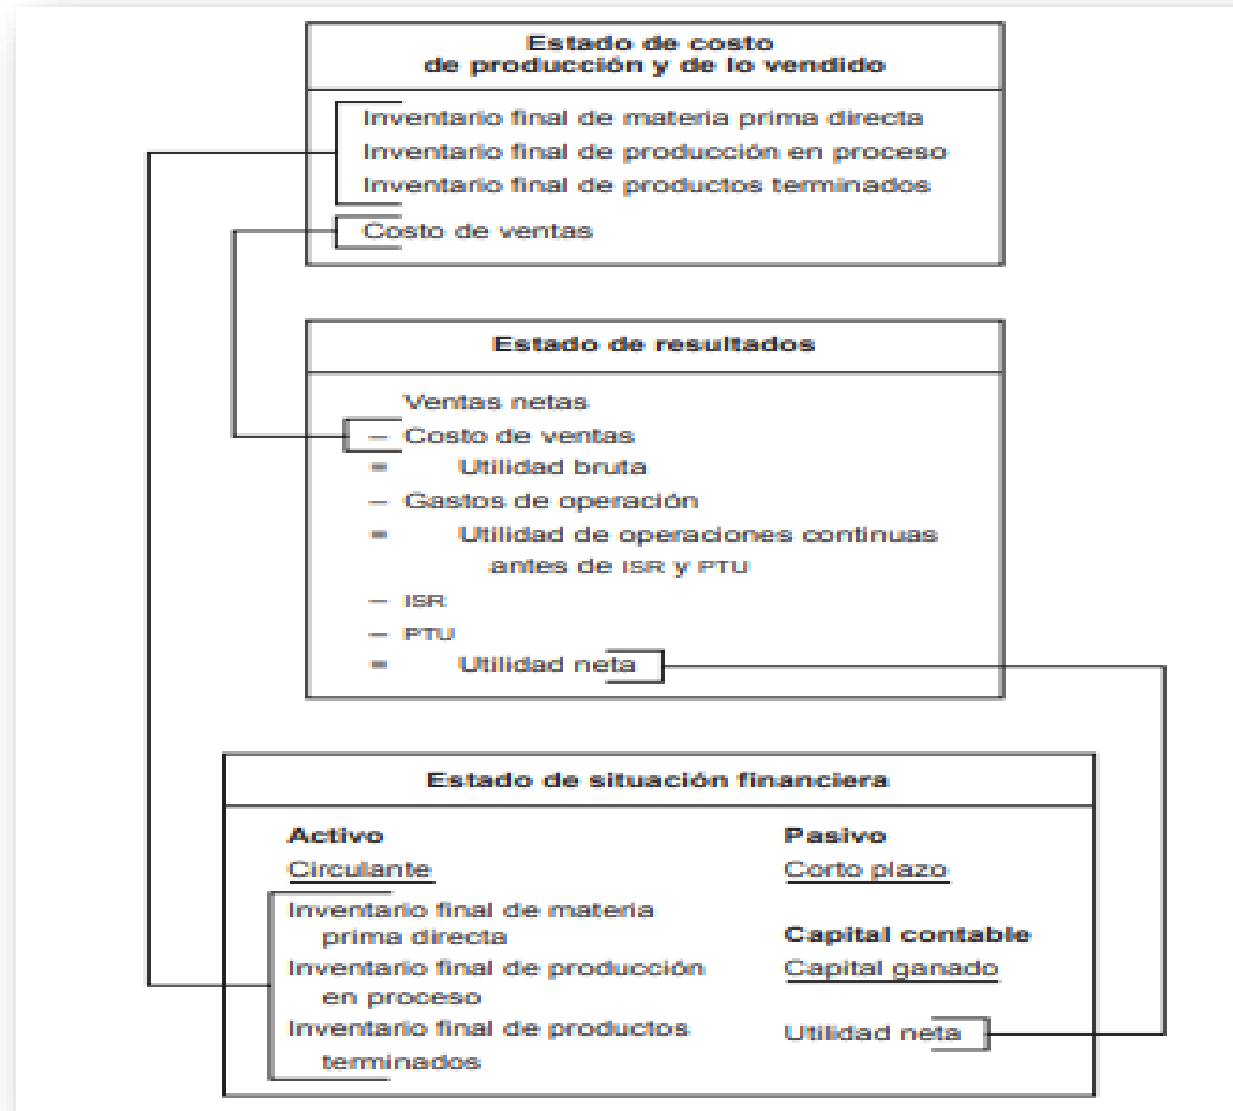 Estado de costo
de producción y de lo vendido
Inventario final de materia prima directa
Inventario final de producción en proceso
Inventario final de productos terminados
Costo de ventas
Estado de resultados
Ventas netas
– Costo de ventas
= Utilidad bruta
– Gastos de operación
= Utilidad de operaciones continuas
antes de ISR y PTU
– ISR
– PTU
= Utilidad neta
Estado de situación financiera
Activo
Circulante
Inventario final de materia
prima directa
Inventario final de producción
en proceso
Inventario final de productos
terminados
Pasivo
Corto plazo
Capital contable
Capital ganado
Utilidad neta